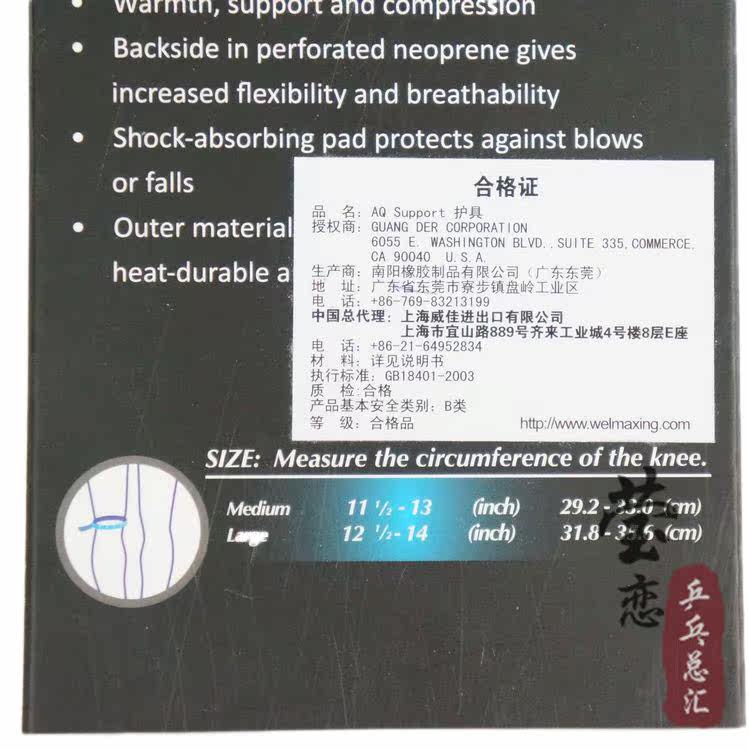 • Warmth, support and compression
• Backside in perforated neoprene gives
increased flexibility and breathability
• Shock-absorbing pad protects against blows
or falls
• Outer material
heat-durable a
合格证
品 名: AQ Support 护具
授权商: GUANG DER CORPORATION
6055 E. WASHINGTON BLVD.,SUITE 335,COMMERCE,
CA 90040 U.S.A.
生产商: 南阳橡胶制品有限公司（广东东莞）
地 址: 广东省东莞市寮步镇盘岭工业区
电 话: +86-769-83213199
中国总代理: 上海威佳进出口有限公司
上海市宜山路889号齐来工业城4号楼8层E座
电 话: +86-21-64952834
材 料: 详见说明书
执行标准: GB18401-2003
质 检:合格
产品基本安全类别: B类
等 级: 合格品
http://www.welmaxing.com
SIZE: Measure the circumference of the knee.
Medium 11 1/2 - 13 (inch) 29.2 - 33.0 (cm)
Large 12 1/2 - 14 (inch) 31.8 - 35.6 (cm)
莹恋
乒乓总汇